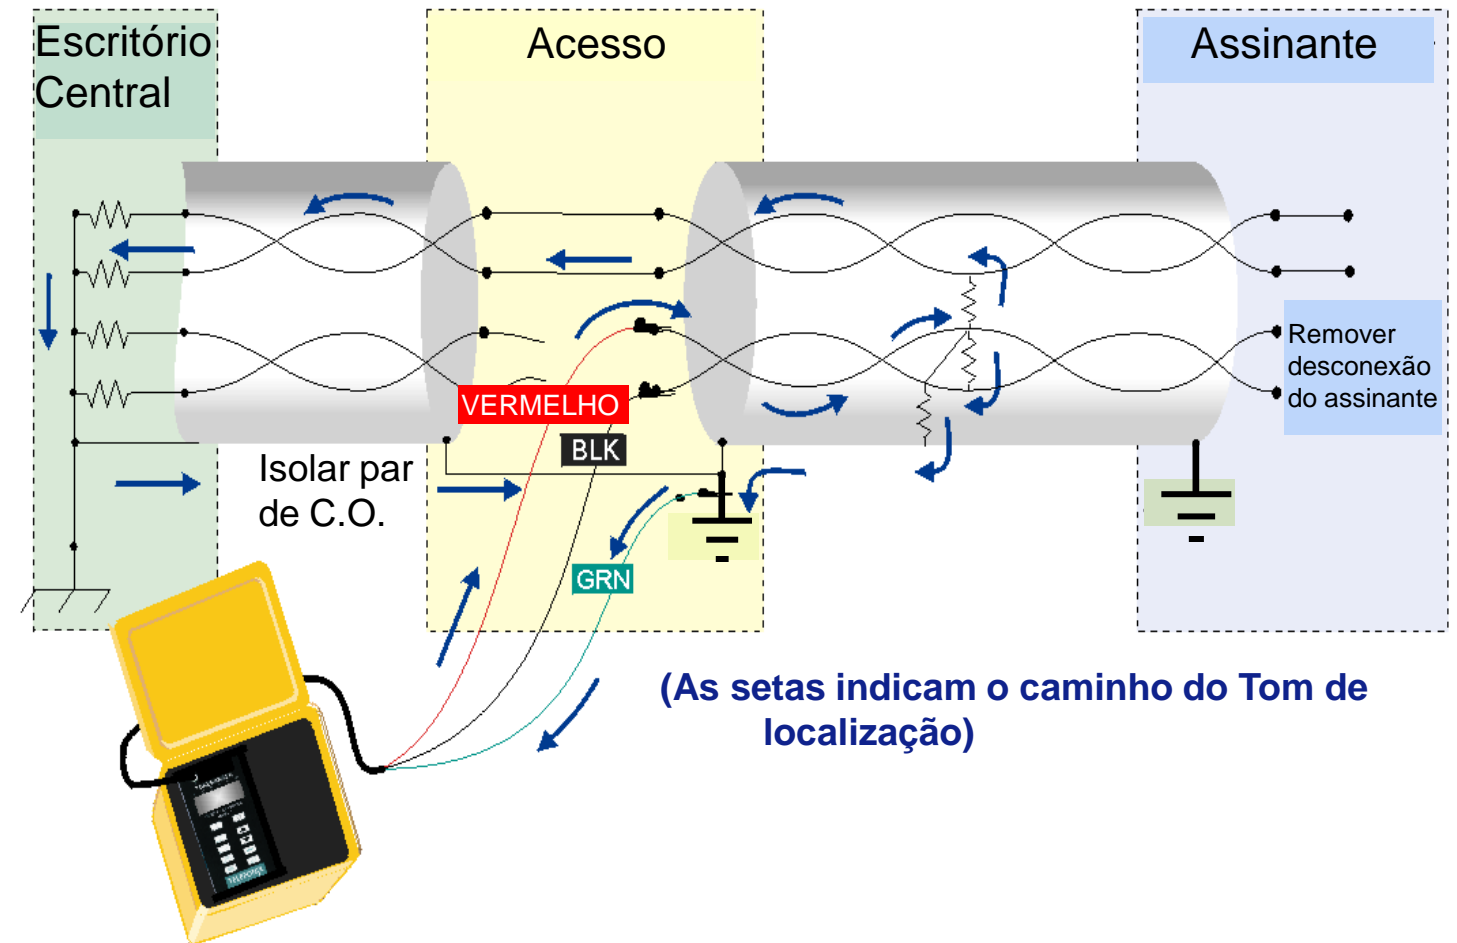 Escritório
Central
Acesso
Assinante
Remover
desconexão
do assinante
VERMELHO
BLK
Isolar par
de C.O.
GRN
(As setas indicam o caminho do Tom de
localização)